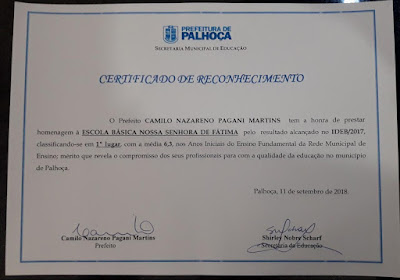 PREFEITURA DE
PALHOÇA
SECRETARIA MUNICIPAL DE EDUCAÇÃO
CERTIFICADO DE RECONHECIMENTO
O Prefeito CAMILO NAZARENO PAGANI MARTINS tem a honra de prestar
homenagem à ESCOLA BÁSICA NOSSA SENHORA DE FÁTIMA pelo resultado alcançado no IDEB/2017,
classificando-se em 1º lugar, com a média 6,3, nos Anos Iniciais do Ensino Fundamental da Rede Municipal de
Ensino; mérito que revela o compromisso dos seus profissionais para com a qualidade da educação no município
de Palhoça.
Palhoça, 11 de setembro de 2018.
Camilo Nazareno Pagani Martins
Prefeito
Shirley Nobre Scharf
Secretária da Educação